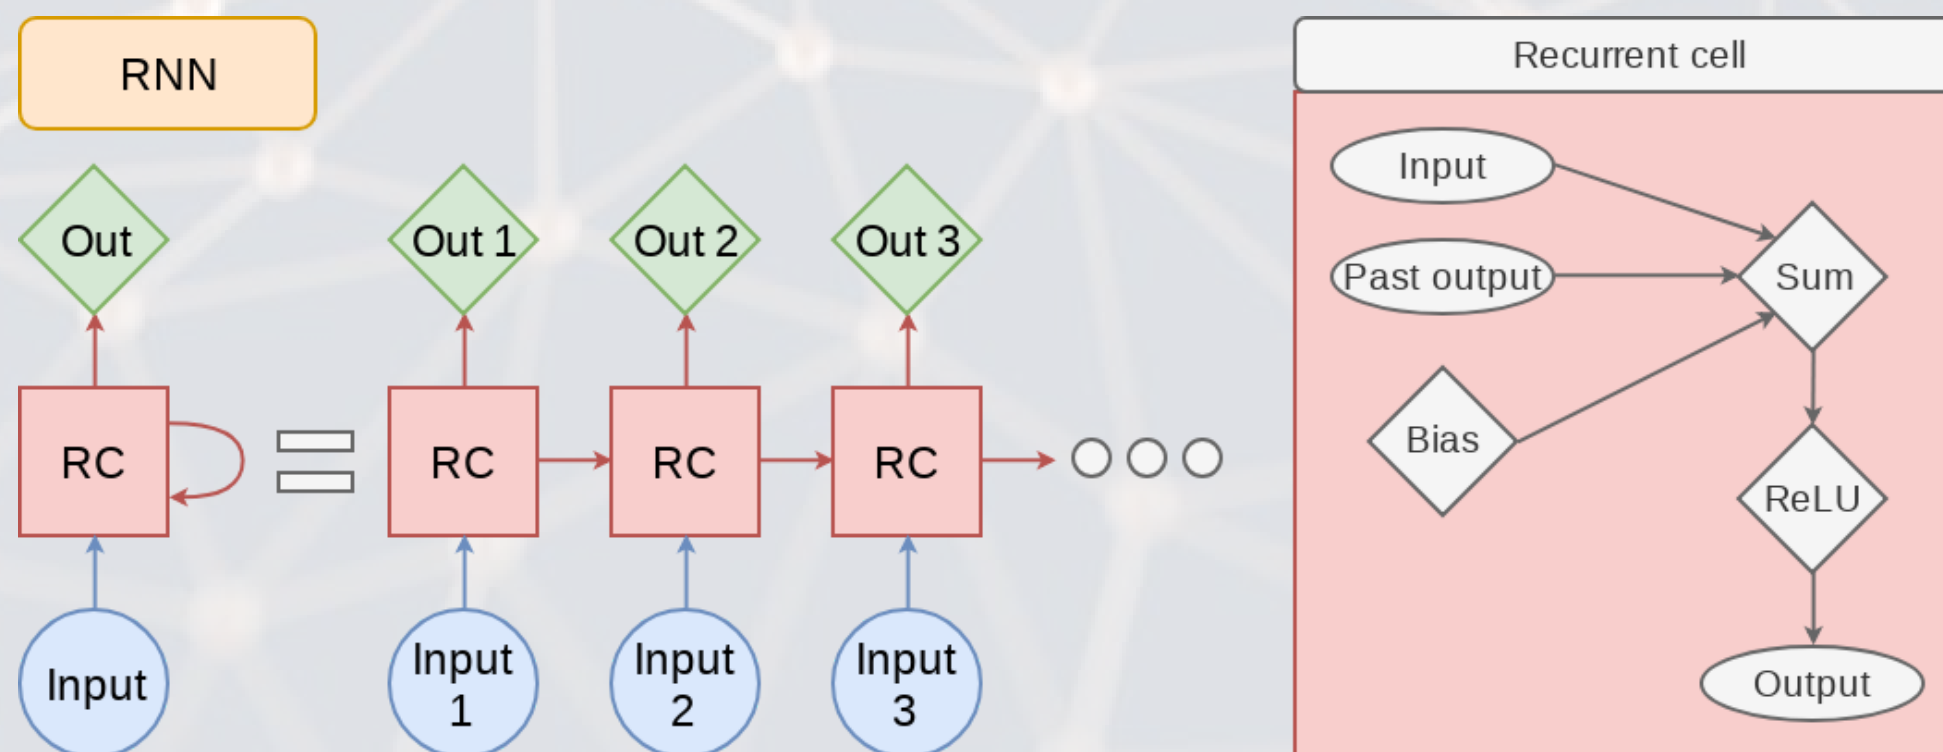 RNN
Recurrent cell
Out
Out 1
Out 2
Out 3
RC
RC
RC
RC
Input
Input
1
Input
2
Input
3
Input
Past output
Sum
Bias
ReLU
Output